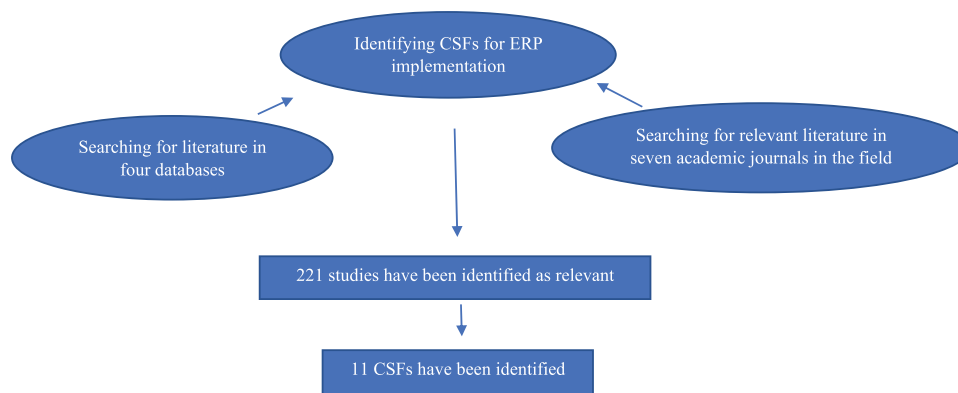 Identifying CSFs for ERP
implementation
Searching for literature in
four databases
Searching for relevant literature in
seven academic journals in the field
221 studies have been identified as relevant
11 CSFs have been identified